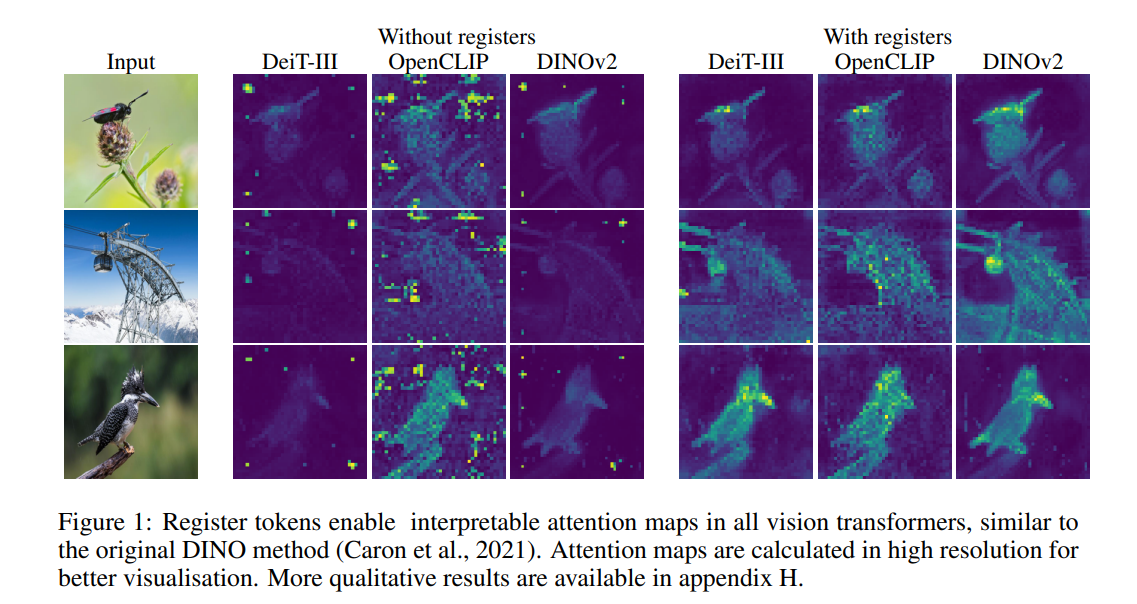 Without registers
With registers
Input
DeiT-III
OpenCLIP
DINOv2
DeiT-III
OpenCLIP
DINOv2
Figure 1: Register tokens enable interpretable attention maps in all vision transformers, similar to
the original DINO method (Caron et al., 2021). Attention maps are calculated in high resolution for
better visualisation. More qualitative results are available in appendix H.